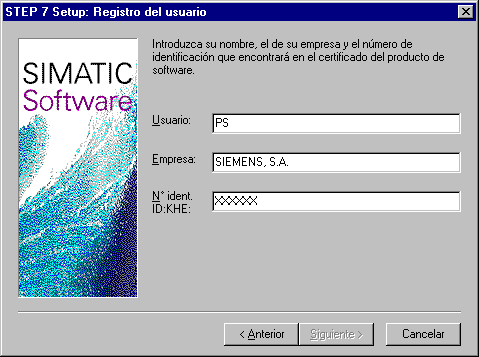 STEP 7 Setup: Registro del usuario
Introduzca su nombre, el de su empresa y el número de
identificación que encontrará en el certificado del producto de
software.
SIMATIC
Software
Usuario:
PS
Empresa:
SIEMENS, S.A.
N° ident.
ID:KHE:
XXXXXX
< Anterior
Siguiente >
Cancelar